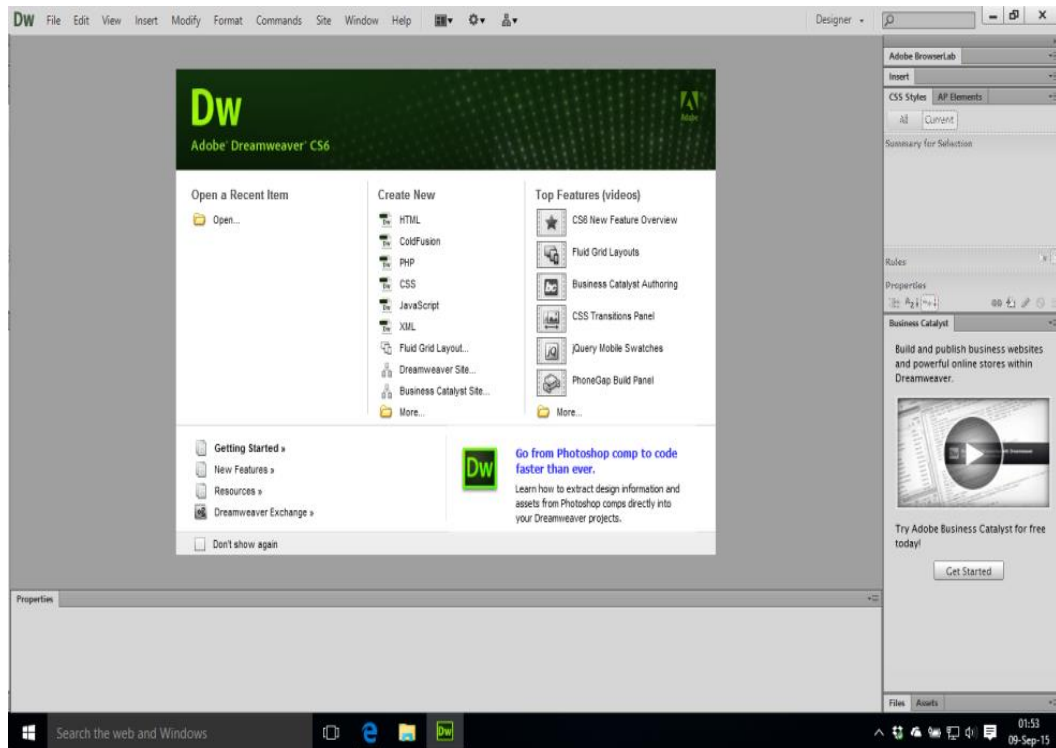 DW File Edit View Insert Modify Format Commands Site Window Help Designer
Dw
Adobe
Adobe® Dreamweaver® CS6
Open a Recent Item
Open...
Create New
HTML
ColdFusion
PHP
CSS
JavaScript
XML
Fluid Grid Layout...
Dreamweaver Site...
Business Catalyst Site...
More...
Top Features (videos)
CS6 New Feature Overview
Fluid Grid Layouts
bc
Business Catalyst Authoring
CSS Transitions Panel
jQuery Mobile Swatches
PhoneGap Build Panel
More...
Getting Started »
New Features »
Resources »
Dreamweaver Exchange »
Dw
Go from Photoshop comp to code
faster than ever.
Learn how to extract design information and
assets from Photoshop comps directly into
your Dreamweaver projects.
Don't show again
Adobe BrowserLab
Insert
CSS Styles AP Elements
All Current
Summary for Selection
Rules
Properties
Business Catalyst
Build and publish business websites
and powerful online stores within
Dreamweaver.
Try Adobe Business Catalyst for free
today!
Get Started
Files Assets
Properties
Search the web and Windows
Dw
01:53
09-Sep-15